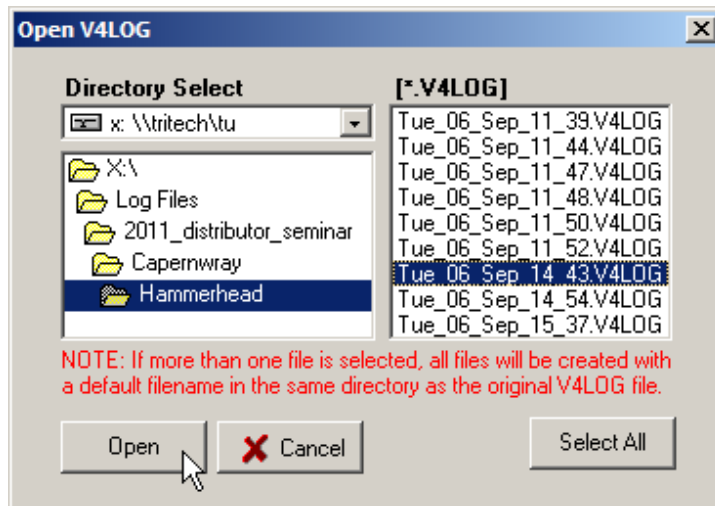 Open V4LOG
Directory Select
x: \\tritech\tu
X:\
Log Files
2011_distributor_seminar
Capernwray
Hammerhead
[*.V4LOG]
Tue_06_Sep_11_39.V4LOG
Tue_06_Sep_11_44.V4LOG
Tue_06_Sep_11_47.V4LOG
Tue_06_Sep_11_48.V4LOG
Tue_06_Sep_11_50.V4LOG
Tue_06_Sep_11_52.V4LOG
Tue_06_Sep_14_43.V4LOG
Tue_06_Sep_14_54.V4LOG
Tue_06_Sep_15_37.V4LOG
NOTE: If more than one file is selected, all files will be created with
a default filename in the same directory as the original V4LOG file.
Open
Cancel
Select All